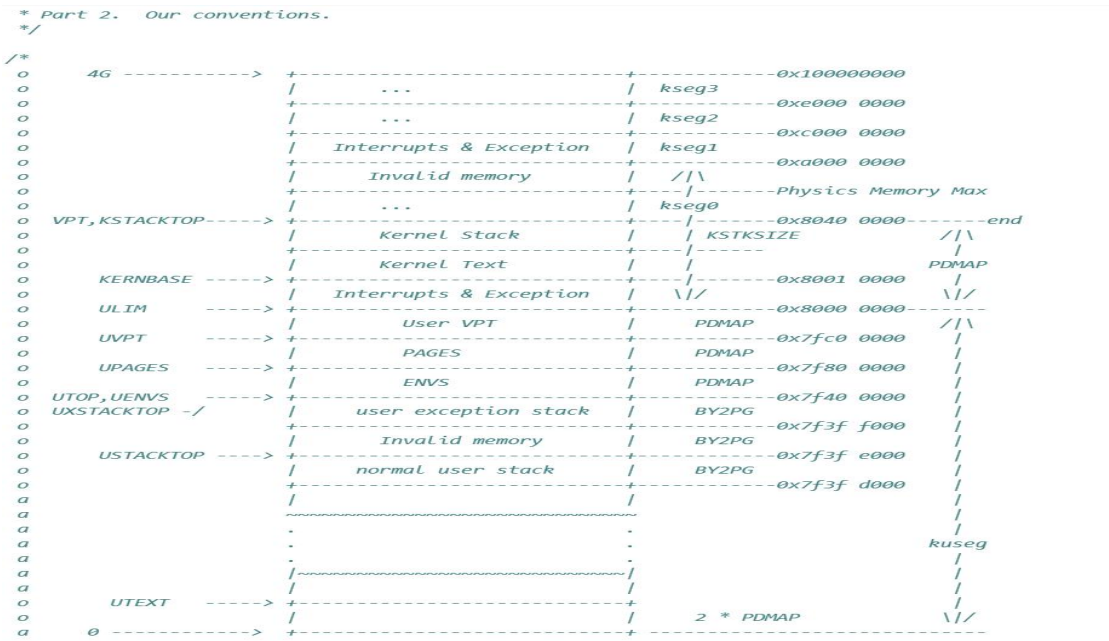 * Part 2.  Our conventions.
 */

/*
 o      4G ----------->  +----------------------------+------------0x100000000
 o                       |       ...                  |  kseg3
 o                       +----------------------------+------------0xe000 0000
 o                       |       ...                  |  kseg2
 o                       +----------------------------+------------0xc000 0000
 o                       |   Interrupts & Exception   |  kseg1
 o                       +----------------------------+------------0xa000 0000
 o                       |      Invalid memory        |   /|\
 o                       +----------------------------+----|-------Physics Memory Max
 o                       |       ...                  |  kseg0
 o  VPT,KSTACKTOP-----> +----------------------------+----|-------0x8040 0000-------end
 o                       |       Kernel Stack         |    | KSTKSIZE            /|\
 o                       +----------------------------+----|------                |
 o                       |       Kernel Text          |    |                    PDMAP
 o      KERNBASE -----> +----------------------------+----|-------0x8001 0000    |
 o                       |   Interrupts & Exception   |   \|/                    \|/
 o      ULIM     -----> +----------------------------+------------0x8000 0000-------
 o                       |         User VPT           |     PDMAP                /|\
 o      UVPT     -----> +----------------------------+------------0x7fc0 0000    |
 o                       |         PAGES              |     PDMAP                 |
 o      UPAGES   -----> +----------------------------+------------0x7f80 0000    |
 o                       |         ENVS               |     PDMAP                 |
 o  UTOP,UENVS   -----> +----------------------------+------------0x7f40 0000    |
 o  UXSTACKTOP -/       |     user exception stack   |     BY2PG                 |
 o                       +----------------------------+------------0x7f3f f000    |
 o                       |       Invalid memory       |     BY2PG                 |
 o      USTACKTOP ----> +----------------------------+------------0x7f3f e000    |
 o                       |     normal user stack      |     BY2PG                 |
 o                       +----------------------------+------------0x7f3f d000    |
 a                       |                            |                           |
 a                       ~~~~~~~~~~~~~~~~~~~~~~~~~~~~~~                           |
 a                       .                            .                           |
 a                       .                            .                         kuseg
 a                       .                            .                           |
 a                       |~~~~~~~~~~~~~~~~~~~~~~~~~~~~|                           |
 a                       |                            |                           |
 o       UTEXT   -----> +----------------------------+                           |
 o                       |                            |     2 * PDMAP            \|/
 a     0 ------------>  +----------------------------+ -----------------------------